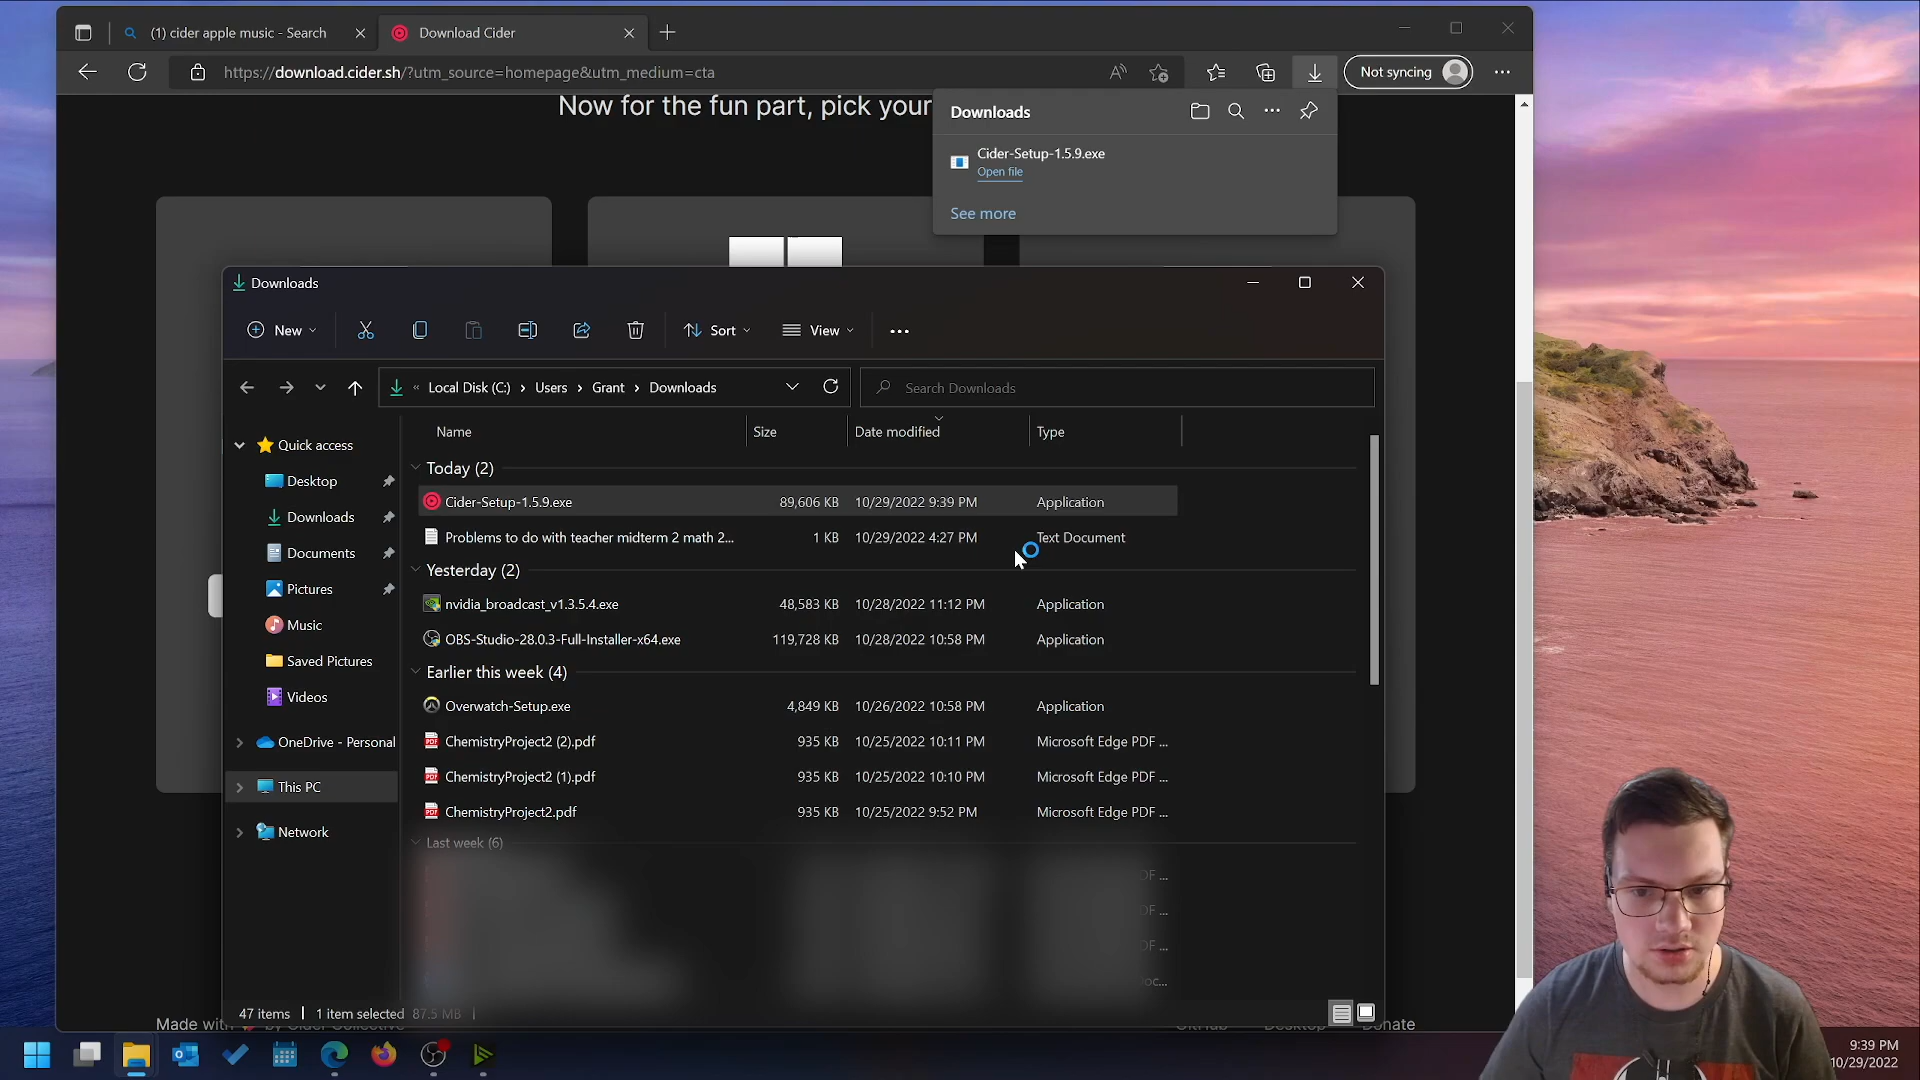 (1) cider apple music - Search
Download Cider
https://download.cider.sh/?utm_source=homepage&utm_medium=cta
Not syncing
Now for the fun part, pick your
Downloads
Cider-Setup-1.5.9.exe
Open file
See more
Downloads
New
Sort
View
« Local Disk (C:) › Users › Grant › Downloads
Search Downloads
Name Size Date modified Type
Quick access
Desktop
Downloads
Documents
Pictures
Music
Saved Pictures
Videos
OneDrive - Personal
This PC
Network
Today (2)
Cider-Setup-1.5.9.exe 89,606 KB 10/29/2022 9:39 PM Application
Problems to do with teacher midterm 2 math 2... 1 KB 10/29/2022 4:27 PM Text Document
Yesterday (2)
nvidia_broadcast_v1.3.5.4.exe 48,583 KB 10/28/2022 11:12 PM Application
OBS-Studio-28.0.3-Full-Installer-x64.exe 119,728 KB 10/28/2022 10:58 PM Application
Earlier this week (4)
Overwatch-Setup.exe 4,849 KB 10/26/2022 10:58 PM Application
ChemistryProject2 (2).pdf 935 KB 10/25/2022 10:11 PM Microsoft Edge PDF ...
ChemistryProject2 (1).pdf 935 KB 10/25/2022 10:10 PM Microsoft Edge PDF ...
ChemistryProject2.pdf 935 KB 10/25/2022 9:52 PM Microsoft Edge PDF ...
Last week (6)
DF ...
DF ...
DF ...
oc...
47 items 1 item selected 87.5 MB
Made with by Cider Collective
GitHub Desktop Donate
9:39 PM
10/29/2022